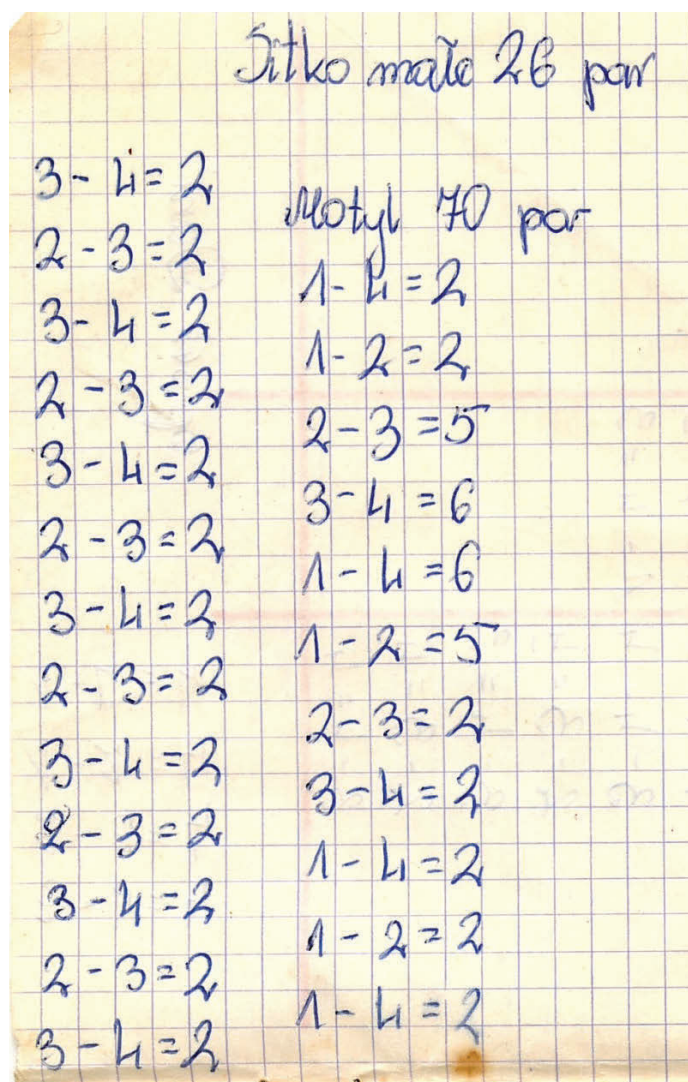 Sitko małe 26 par
3 - 4 = 2
2 - 3 = 2
3 - 4 = 2
2 - 3 = 2
3 - 4 = 2
2 - 3 = 2
3 - 4 = 2
2 - 3 = 2
3 - 4 = 2
2 - 3 = 2
3 - 4 = 2
2 - 3 = 2
3 - 4 = 2
Motyl 70 par
1 - 4 = 2
1 - 2 = 2
2 - 3 = 5
3 - 4 = 6
1 - 4 = 6
1 - 2 = 5
2 - 3 = 2
3 - 4 = 2
1 - 4 = 2
1 - 2 = 2
1 - 4 = 2